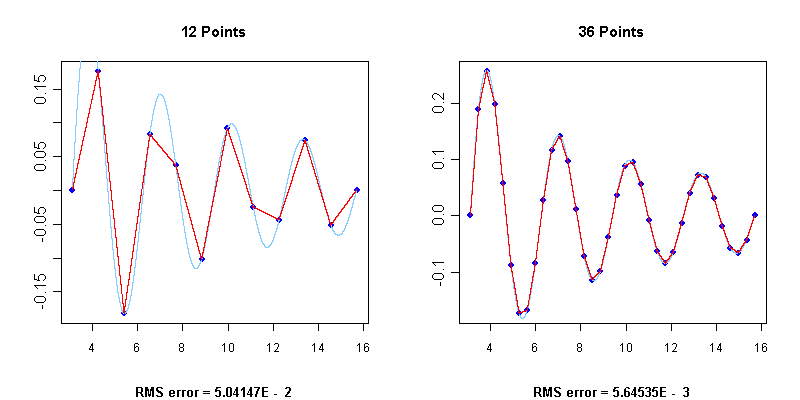 12 Points
0.15
0.05
-0.05
-0.15
4 6 8 10 12 14 16
RMS error = 5.04147E - 2
36 Points
0.2
0.1
0.0
-0.1
4 6 8 10 12 14 16
RMS error = 5.64535E - 3